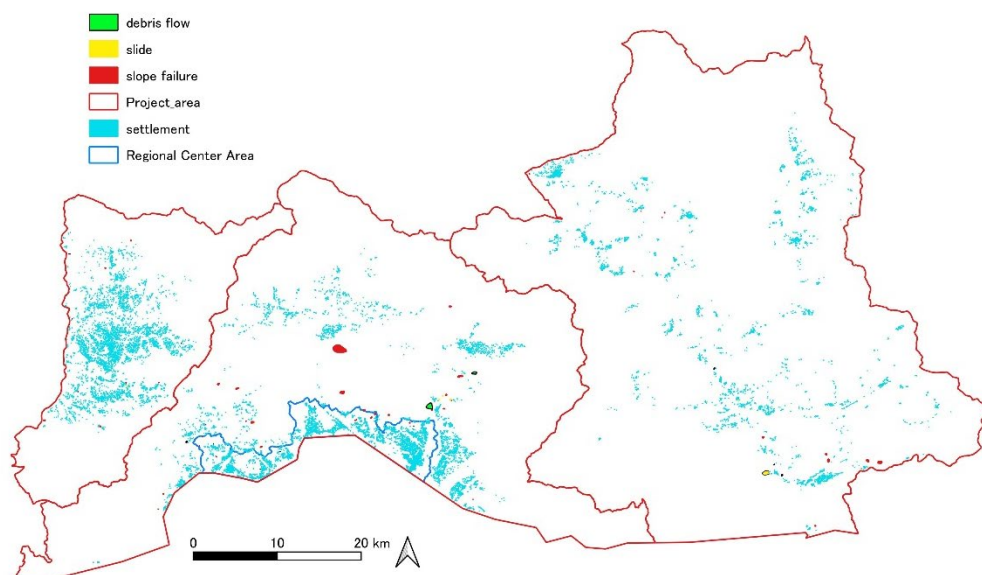 debris flow
slide
slope failure
Project_area
settlement
Regional Center Area
0 10 20 km